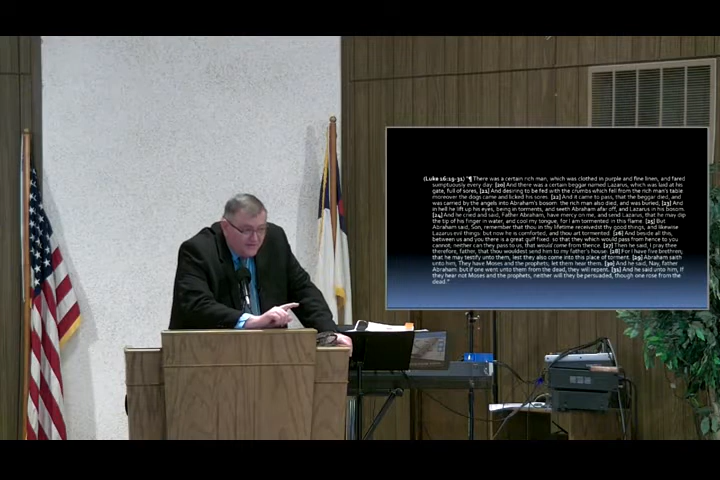 (Luke 16:19-31) "¶ There was a certain rich man, which was clothed in purple and fine linen, and fared
sumptuously every day: [20] And there was a certain beggar named Lazarus, which was laid at his
gate, full of sores, [21] And desiring to be fed with the crumbs which fell from the rich man's table:
moreover the dogs came and licked his sores. [22] And it came to pass, that the beggar died, and
was carried by the angels into Abraham's bosom: the rich man also died, and was buried; [23] And
in hell he lift up his eyes, being in torments, and seeth Abraham afar off, and Lazarus in his bosom.
[24] And he cried and said, Father Abraham, have mercy on me, and send Lazarus, that he may dip
the tip of his finger in water, and cool my tongue; for I am tormented in this flame. [25] But
Abraham said, Son, remember that thou in thy lifetime receivedst thy good things, and likewise
Lazarus evil things: but now he is comforted, and thou art tormented. [26] And beside all this,
between us and you there is a great gulf fixed: so that they which would pass from hence to you
cannot; neither can they pass to us, that would come from thence. [27] Then he said, I pray thee
therefore, father, that thou wouldest send him to my father's house: [28] For I have five brethren;
that he may testify unto them, lest they also come into this place of torment. [29] Abraham saith
unto him, They have Moses and the prophets; let them hear them. [30] And he said, Nay, father
Abraham: but if one went unto them from the dead, they will repent. [31] And he said unto him, If
they hear not Moses and the prophets, neither will they be persuaded, though one rose from the
dead."